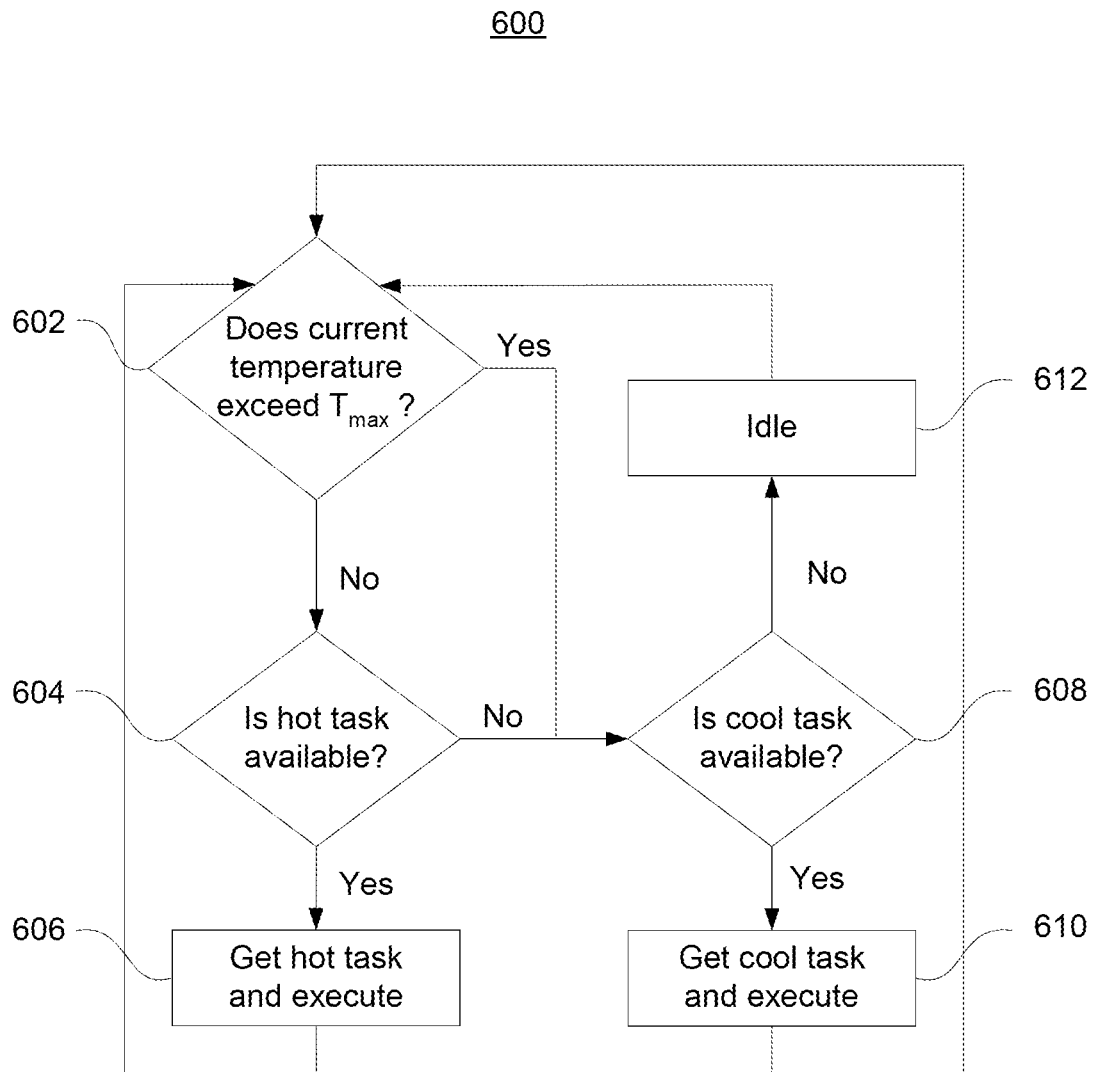 600
602
Does current
temperature
exceed Tmax ?
Yes
612
Idle
No
No
604
Is hot task
available?
No
608
Is cool task
available?
Yes
Yes
606
Get hot task
and execute
610
Get cool task
and execute